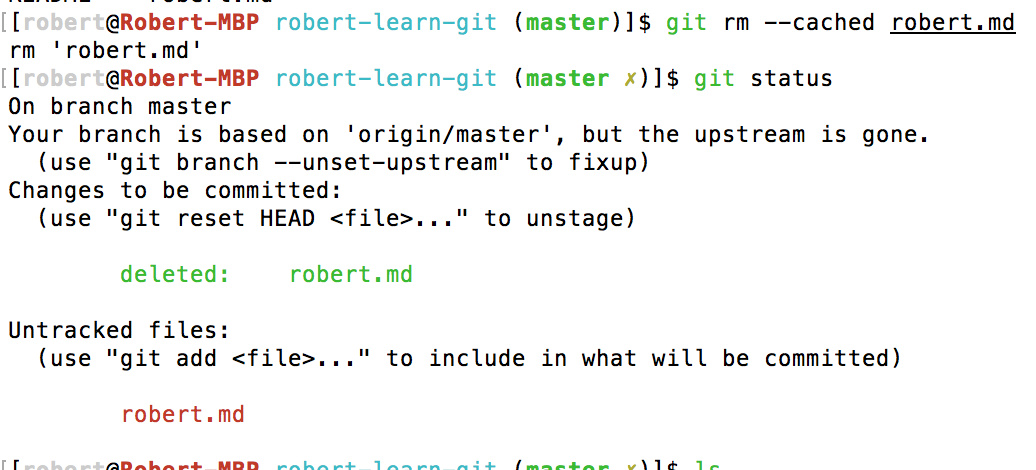 [[robert@Robert-MBP robert-learn-git (master)]$ git rm --cached robert.md
rm 'robert.md'
[[robert@Robert-MBP robert-learn-git (master ✗)]$ git status
On branch master
Your branch is based on 'origin/master', but the upstream is gone.
  (use "git branch --unset-upstream" to fixup)
Changes to be committed:
  (use "git reset HEAD <file>..." to unstage)
        deleted:    robert.md
Untracked files:
  (use "git add <file>..." to include in what will be committed)
        robert.md
[[robert@Robert-MBP robert-learn-git (master ✗)]$ ls